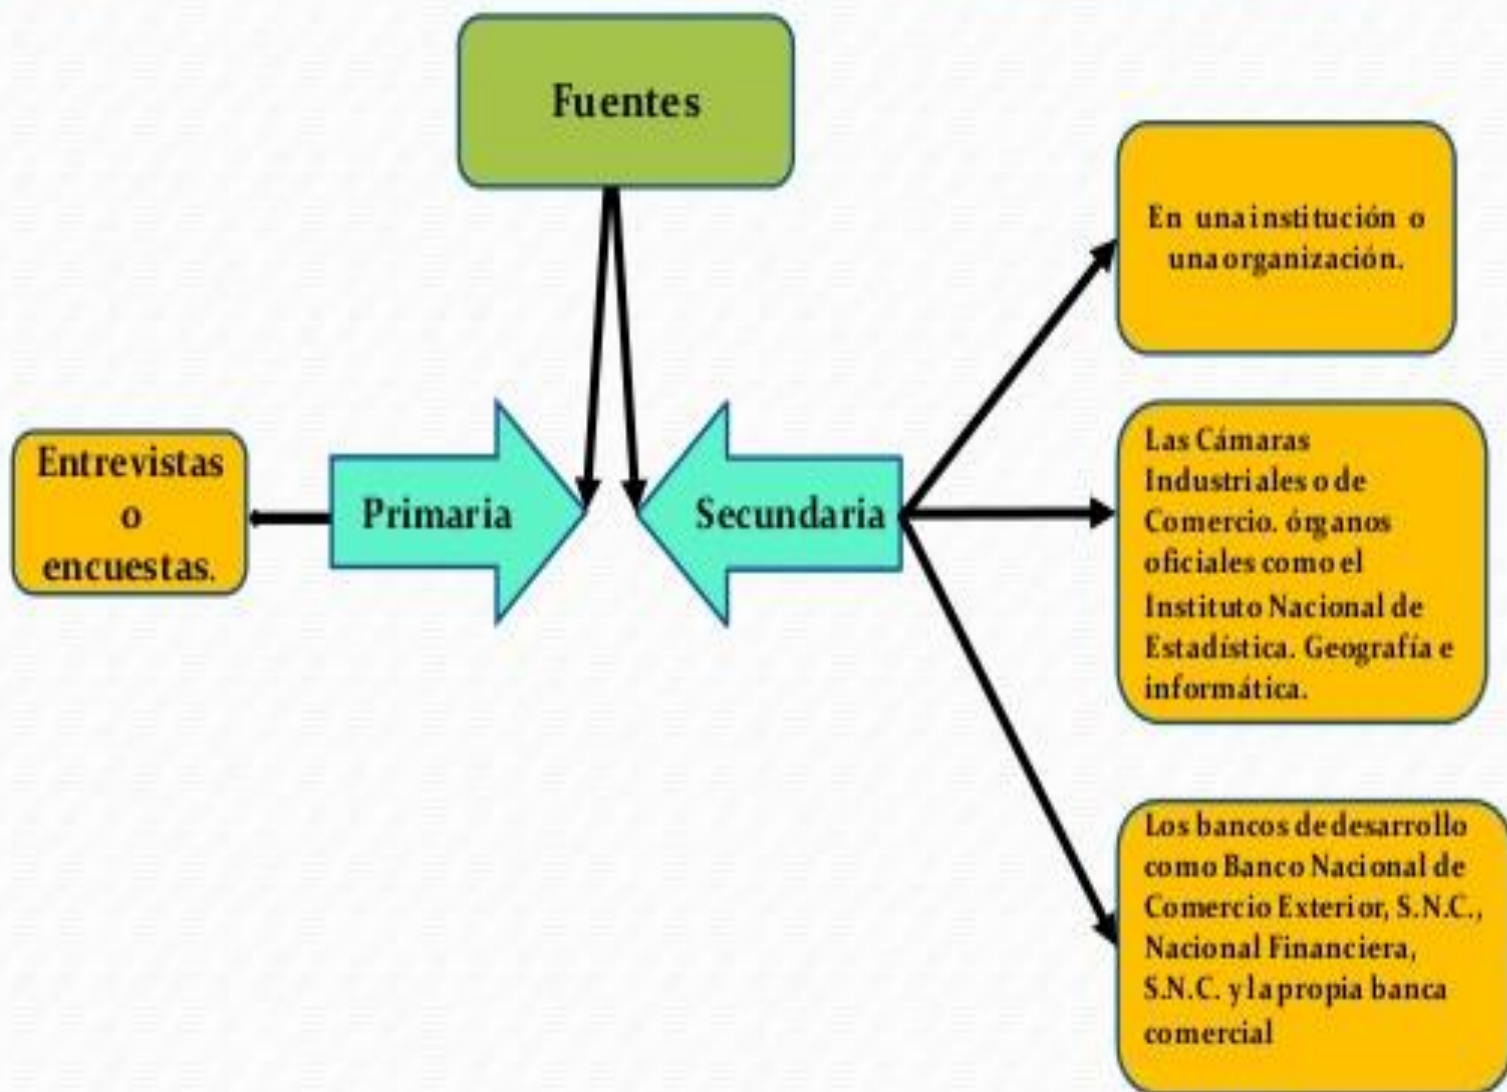 Fuentes
Entrevistas
o
encuestas.
Primaria
Secundaria
En una institución o
una organización.
Las Cámaras
Industriales o de
Comercio. órganos
oficiales como el
Instituto Nacional de
Estadística. Geografía e
informática.
Los bancos de desarrollo
como Banco Nacional de
Comercio Exterior, S.N.C.,
Nacional Financiera,
S.N.C. y la propia banca
comercial